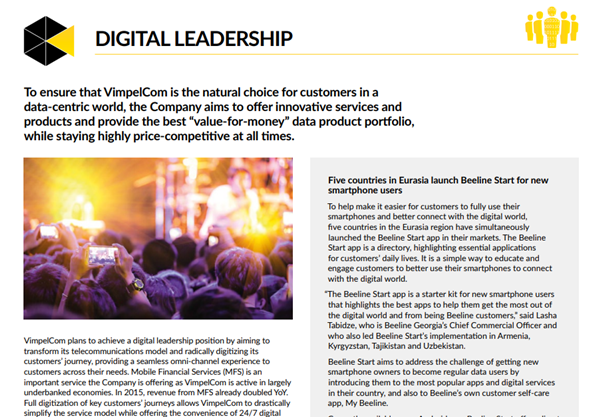 DIGITAL LEADERSHIP
To ensure that VimpelCom is the natural choice for customers in a
data-centric world, the Company aims to offer innovative services and
products and provide the best “value-for-money” data product portfolio,
while staying highly price-competitive at all times.
VimpelCom plans to achieve a digital leadership position by aiming to
transform its telecommunications model and radically digitizing its
customers’ journey, providing a seamless omni-channel experience to
customers across their needs. Mobile Financial Services (MFS) is an
important service the Company is offering as VimpelCom is active in largely
underbanked economies. In 2015, revenue from MFS already doubled YoY.
Full digitization of key customers’ journeys allows VimpelCom to drastically
simplify the service model while offering the convenience of 24/7 digital
Five countries in Eurasia launch Beeline Start for new
smartphone users
To help make it easier for customers to fully use their
smartphones and better connect with the digital world,
five countries in the Eurasia region have simultaneously
launched the Beeline Start app in their markets. The Beeline
Start app is a directory, highlighting essential applications
for customers’ daily lives. It is a simple way to educate and
engage customers to better use their smartphones to connect
with the digital world.
“The Beeline Start app is a starter kit for new smartphone users
that highlights the best apps to help them get the most out of
the digital world and from being Beeline customers,” said Lasha
Tabidze, who is Beeline Georgia’s Chief Commercial Officer and
who also led Beeline Start’s implementation in Armenia,
Kyrgyzstan, Tajikistan and Uzbekistan.
Beeline Start aims to address the challenge of getting new
smartphone owners to become regular data users by
introducing them to the most popular apps and digital services
in their country, and also to Beeline’s own customer self-care
app, My Beeline.